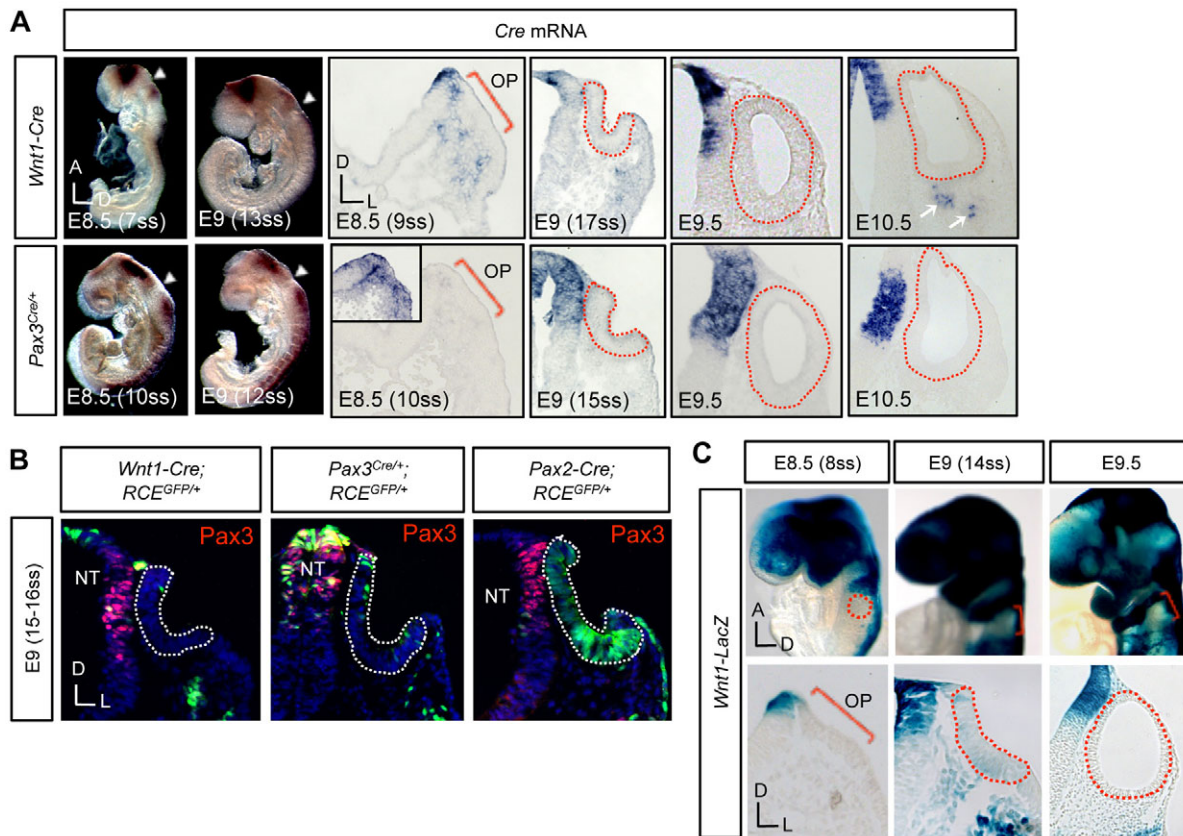 A
Cre mRNA
Wnt1-Cre
A
D
E8.5 (7ss)
E9 (13ss)
OP
D
L
E8.5 (9ss)
E9 (17ss)
E9.5
E10.5
Pax3Cre/+
E8.5 (10ss)
E9 (12ss)
OP
E8.5 (10ss)
E9 (15ss)
E9.5
E10.5
B
Wnt1-Cre;
RCEGFP/+
Pax3Cre/+;
RCEGFP/+
Pax2-Cre;
RCEGFP/+
E9 (15-16ss)
Pax3
NT
D
L
Pax3
NT
Pax3
NT
C
E8.5 (8ss)
E9 (14ss)
E9.5
Wnt1-LacZ
A
D
OP
D
L